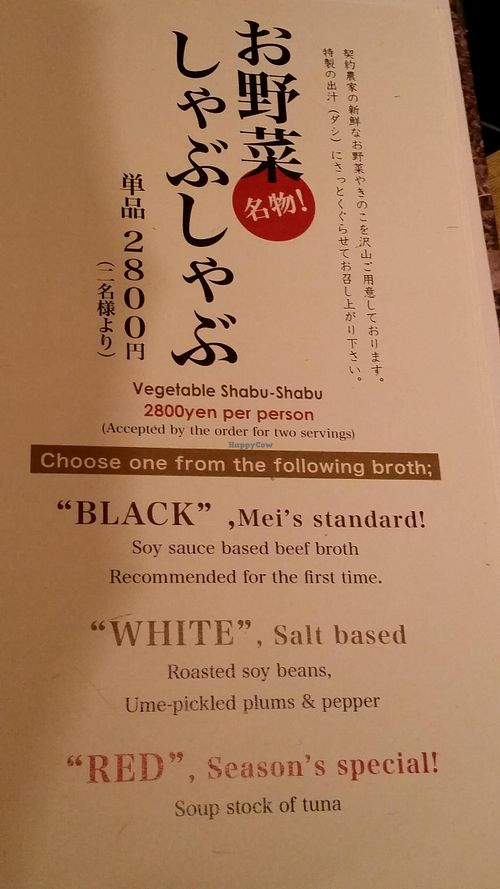 契約農家の新鮮なお野菜やきのこを沢山ご用意しております。
特製の出汁（ダシ）にさっとくぐらせてお召し上がり下さい。
お野菜
しゃぶしゃぶ
名物！
単品 2800円
（二名様より）
Vegetable Shabu-Shabu
2800yen per person
(Accepted by the order for two servings)
HappyCow
Choose one from the following broth;
“BLACK” ,Mei's standard!
Soy sauce based beef broth
Recommended for the first time.
“WHITE”, Salt based
Roasted soy beans,
Ume-pickled plums & pepper
“RED”, Season's special!
Soup stock of tuna